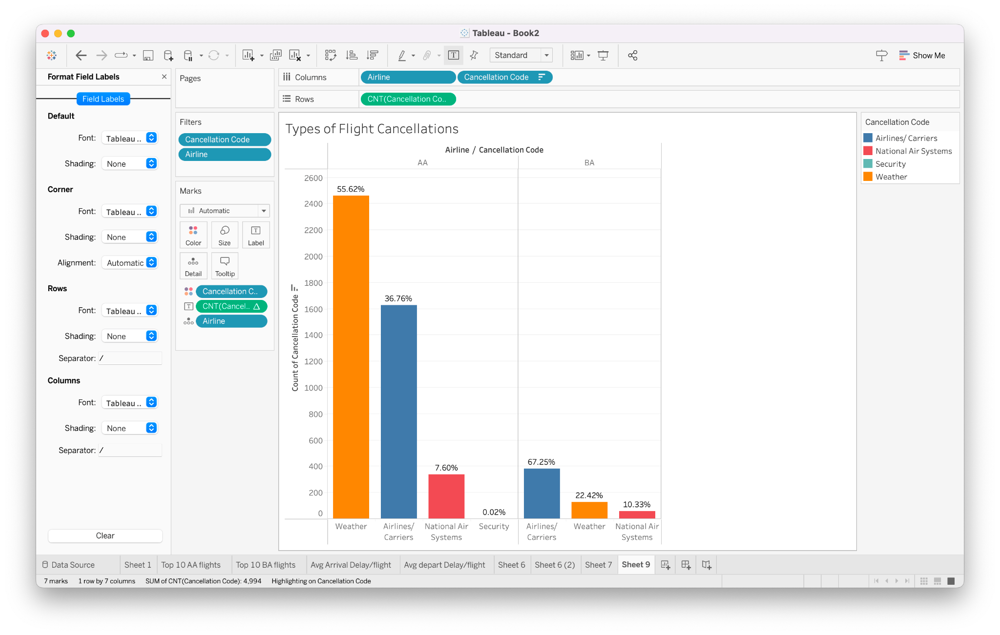 Tableau - Book2
Standard
Show Me
Format Field Labels
Field Labels
Default
Font: Tableau ..
Shading: None
Corner
Font: Tableau ..
Shading: None
Alignment: Automatic
Rows
Font: Tableau ..
Shading: None
Separator: /
Columns
Font: Tableau ..
Shading: None
Separator: /
Clear
Pages
Filters
Cancellation Code
Airline
Marks
Automatic
Color
Size
Label
Detail
Tooltip
Cancellation C..
CNT(Cancel..
Airline
Columns
Airline
Cancellation Code
Rows
CNT(Cancellation Co..
Types of Flight Cancellations
Airline / Cancellation Code
AA
BA
Count of Cancellation Code
2600
2400
2200
2000
1800
1600
1400
1200
1000
800
600
400
200
0
55.62%
36.76%
7.60%
0.02%
67.25%
22.42%
10.33%
Weather
Airlines/
Carriers
National Air
Systems
Security
Airlines/
Carriers
Weather
National Air
Systems
Cancellation Code
Airlines/ Carriers
National Air Systems
Security
Weather
Data Source
Sheet 1
Top 10 AA flights
Top 10 BA flights
Avg Arrival Delay/flight
Avg depart Delay/flight
Sheet 6
Sheet 6 (2)
Sheet 7
Sheet 9
7 marks
1 row by 7 columns
SUM of CNT(Cancellation Code): 4,994
Highlighting on Cancellation Code